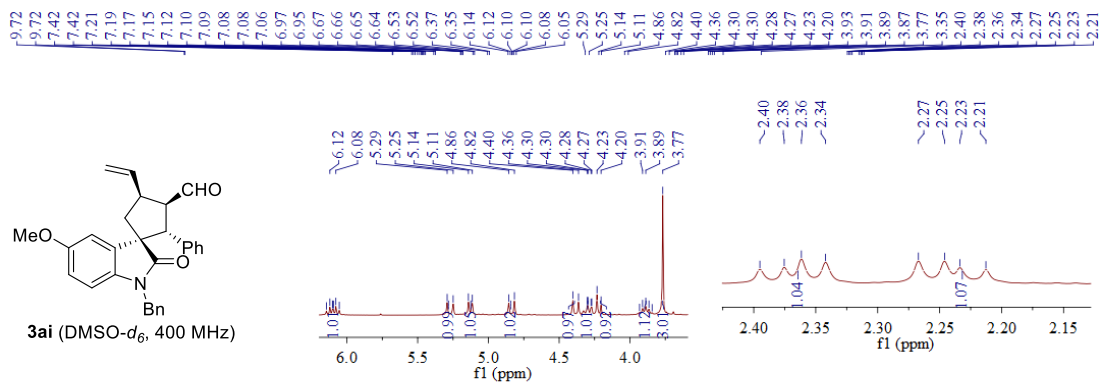 9.72 9.72 7.42 7.42 7.21 7.19 7.17 7.15 7.12 7.10 7.09 7.08 7.08 7.06 6.97 6.95 6.67 6.66 6.65 6.64 6.53 6.52 6.37 6.35 6.14 6.12 6.10 6.10 6.08 6.05 5.29 5.25 5.14 5.11 4.86 4.82 4.40 4.36 4.30 4.30 4.28 4.27 4.23 4.20 3.93 3.91 3.89 3.87 3.77 2.35 2.40 2.38 2.36 2.34 2.27 2.25 2.23 2.21
6.12 6.08 5.29 5.25 5.14 5.11 4.86 4.82 4.40 4.36 4.30 4.30 4.28 4.27 4.23 4.20 3.91 3.89 3.77
2.40 2.38 2.36 2.34 2.27 2.25 2.23 2.21
CHO
MeO
Ph
O
N
Bn
3ai (DMSO-d6, 400 MHz)
1.01 0.99 1.05 1.02 0.97 1.01 0.92 1.12 3.01
6.0 5.5 5.0 4.5 4.0
f1 (ppm)
1.04 1.07
2.40 2.35 2.30 2.25 2.20 2.15
f1 (ppm)